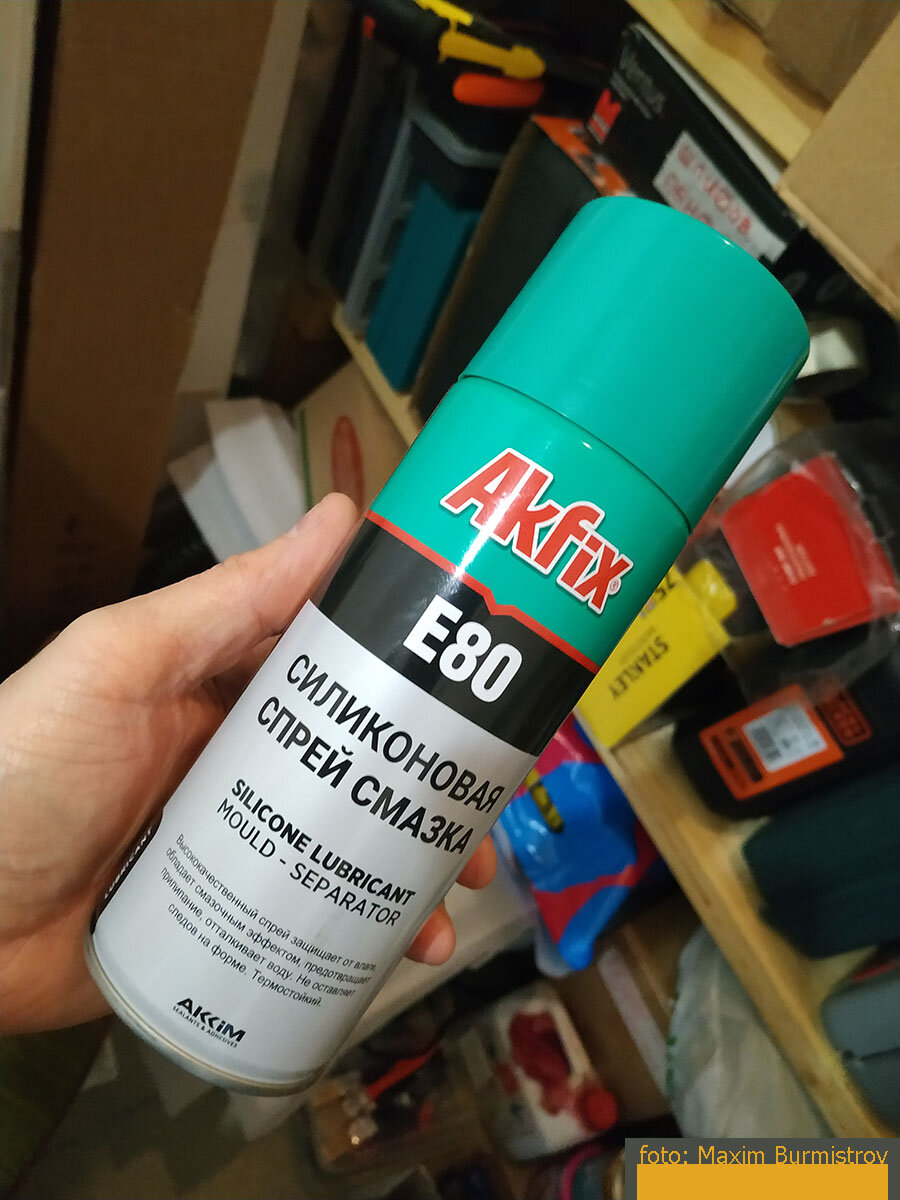 Akfix®
E80
СИЛИКОНОВАЯ
СПРЕЙ СМАЗКА
SILICONE LUBRICANT
MOULD - SEPARATOR
Высококачественный спрей защищает от влаги,
обладает смазочным эффектом, предотвращает
прилипание, отталкивает воду. Не оставляет
следов на форме. Термостойкий.
AKKİM
SEALANTS & ADHESIVES
STANLEY
foto: Maxim Burmistrov